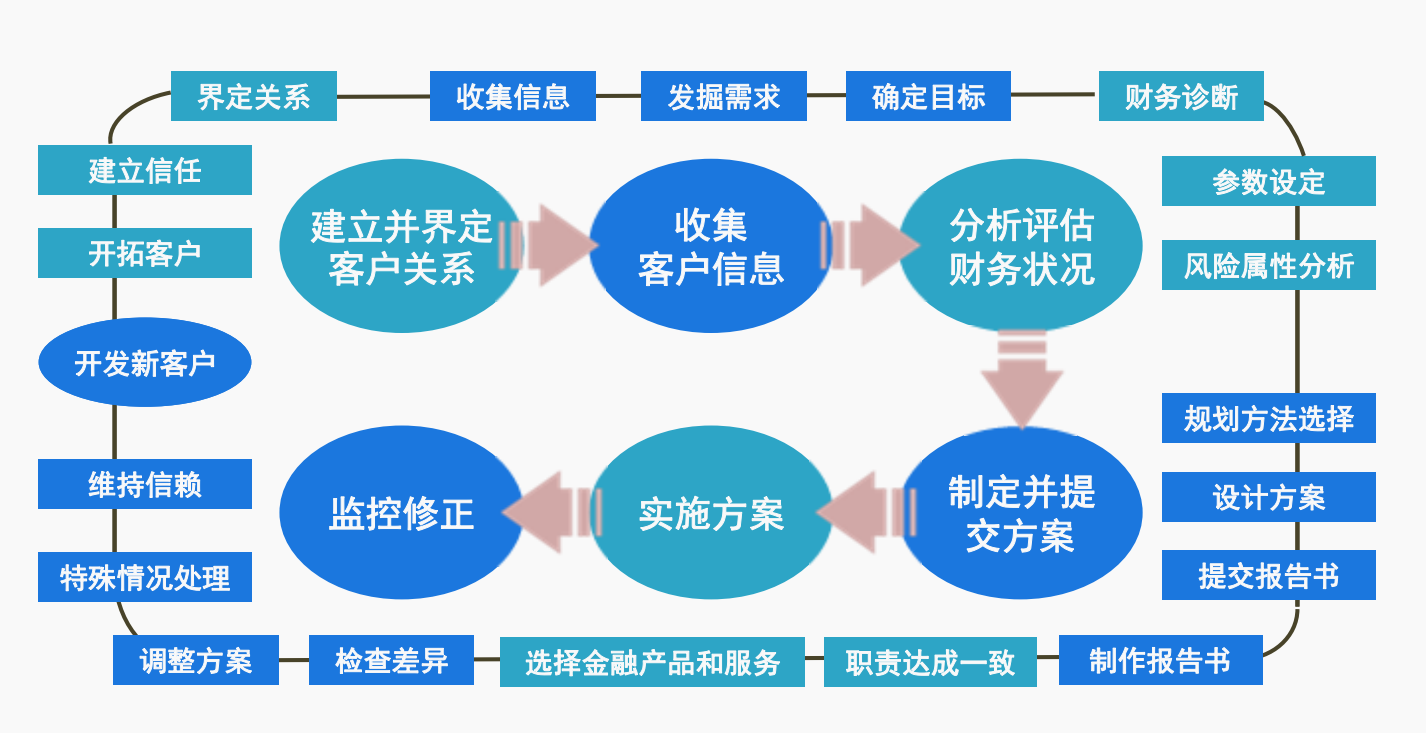 界定关系
收集信息
发掘需求
确定目标
财务诊断
建立信任
参数设定
开拓客户
建立并界定
客户关系
收集
客户信息
分析评估
财务状况
风险属性分析
开发新客户
规划方法选择
维持信赖
监控修正
实施方案
制定并提
交方案
设计方案
特殊情况处理
提交报告书
调整方案
检查差异
选择金融产品和服务
职责达成一致
制作报告书